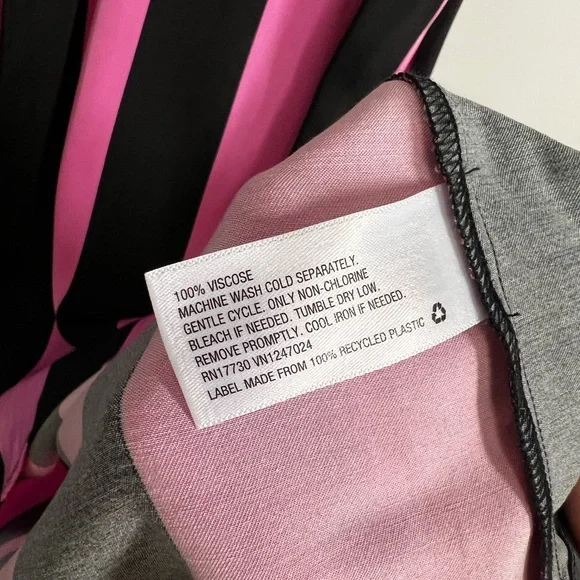 100% VISCOSE
MACHINE WASH COLD SEPARATELY.
GENTLE CYCLE. ONLY NON-CHLORINE
BLEACH IF NEEDED. TUMBLE DRY LOW.
REMOVE PROMPTLY. COOL IRON IF NEEDED.
RN17730 VN1247024
LABEL MADE FROM 100% RECYCLED PLASTIC